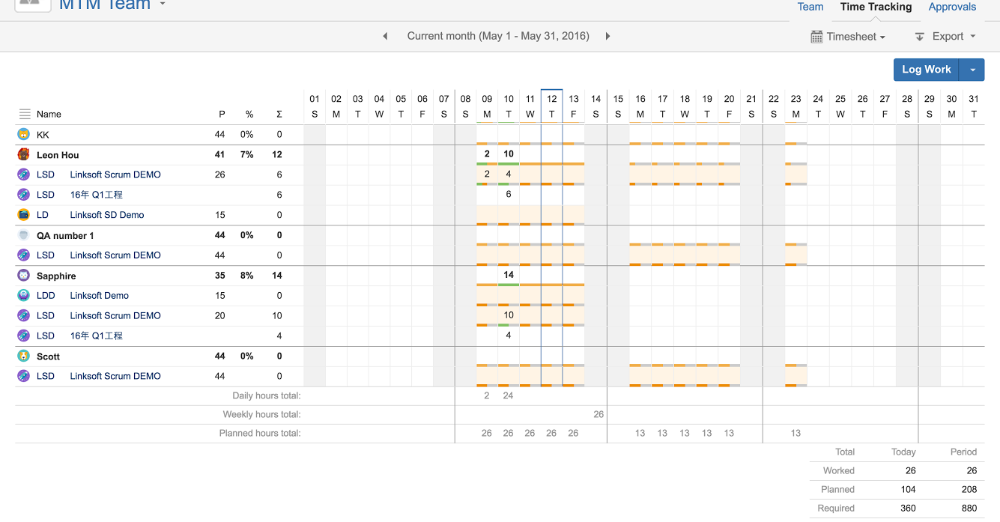 MTM Team
Team Time Tracking Approvals
Current month (May 1 - May 31, 2016)
Timesheet Export
Log Work
01 02 03 04 05 06 07 08 09 10 11 12 13 14 15 16 17 18 19 20 21 22 23 24 25 26 27 28 29 30 31
Name P % Σ S M T W T F S S M T W T F S S M T W T F S S M T W T F S S M T
KK 44 0% 0
Leon Hou 41 7% 12 2 10
LSD Linksoft Scrum DEMO 26 6 2 4
LSD 16年 Q1工程 6 6
LD Linksoft SD Demo 15 0
QA number 1 44 0% 0
LSD Linksoft Scrum DEMO 44 0
Sapphire 35 8% 14 14
LDD Linksoft Demo 15 0
LSD Linksoft Scrum DEMO 20 10 10
LSD 16年 Q1工程 4 4
Scott 44 0% 0
LSD Linksoft Scrum DEMO 44 0
Daily hours total: 2 24
Weekly hours total: 26
Planned hours total: 26 26 26 26 26 13 13 13 13 13 13
Total Today Period
Worked 26 26
Planned 104 208
Required 360 880